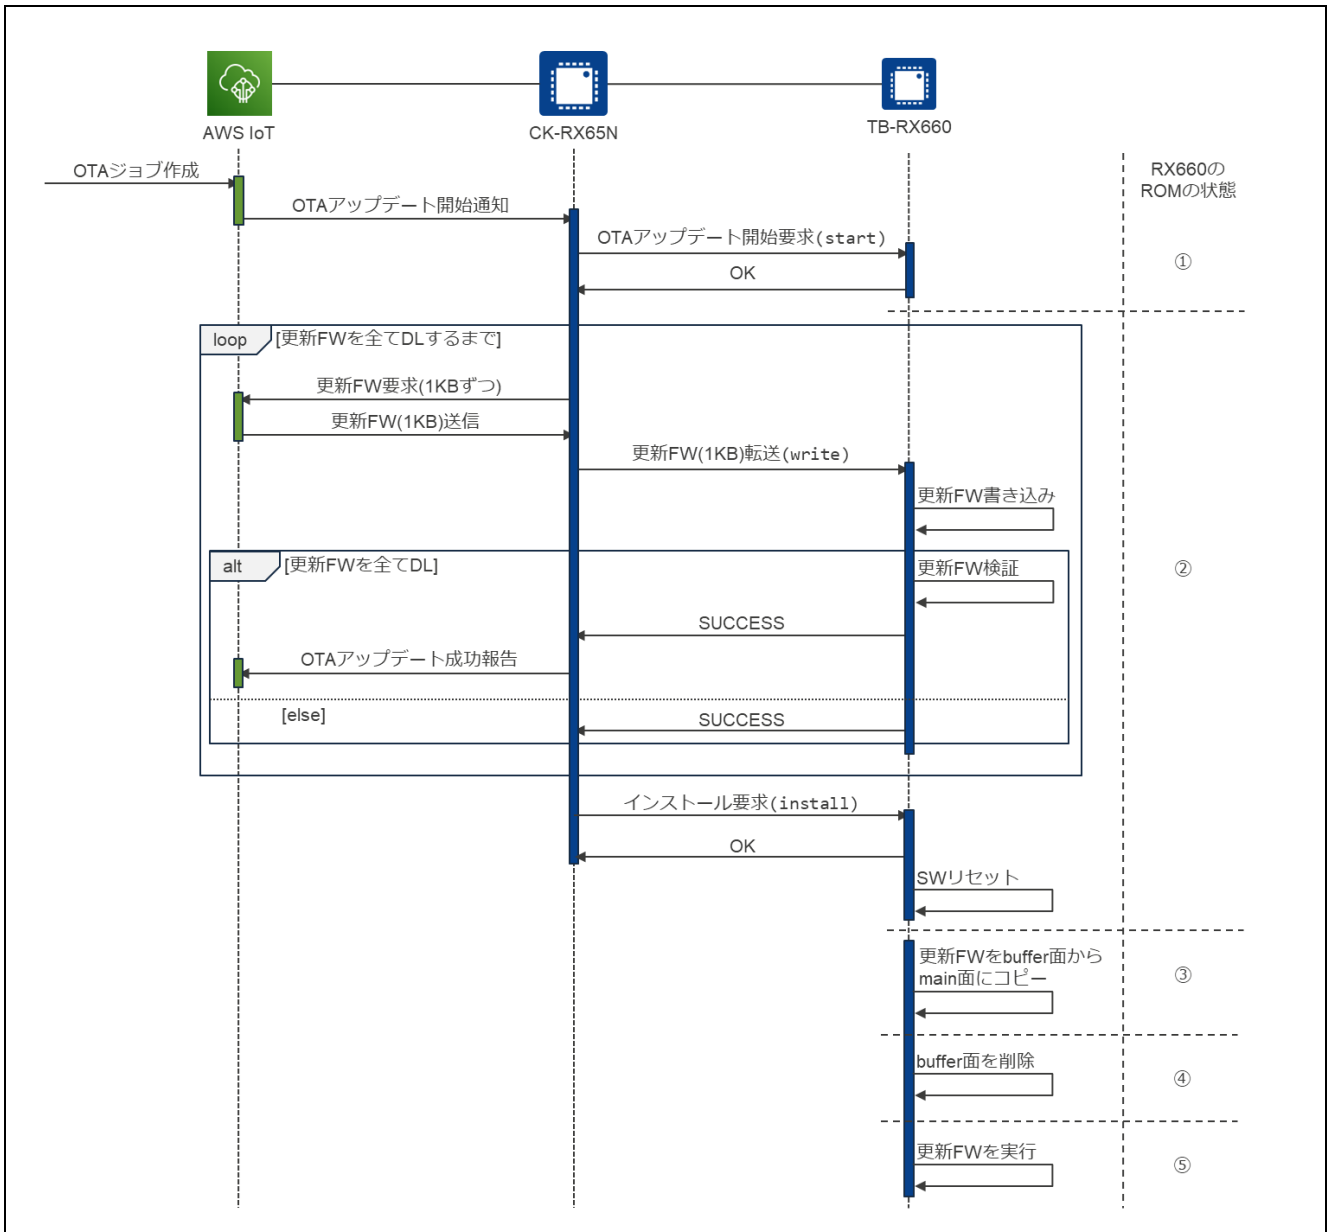 AWS IoT
CK-RX65N
TB-RX660
OTAジョブ作成
RX660の
ROMの状態
OTAアップデート開始通知
OTAアップデート開始要求(start)
①
OK
loop
[更新FWを全てDLするまで]
更新FW要求(1KBずつ)
更新FW(1KB)送信
更新FW(1KB)転送(write)
更新FW書き込み
alt
[更新FWを全てDL]
更新FW検証
②
SUCCESS
OTAアップデート成功報告
[else]
SUCCESS
インストール要求(install)
OK
SWリセット
更新FWをbuffer面から
main面にコピー
③
buffer面を削除
④
更新FWを実行
⑤